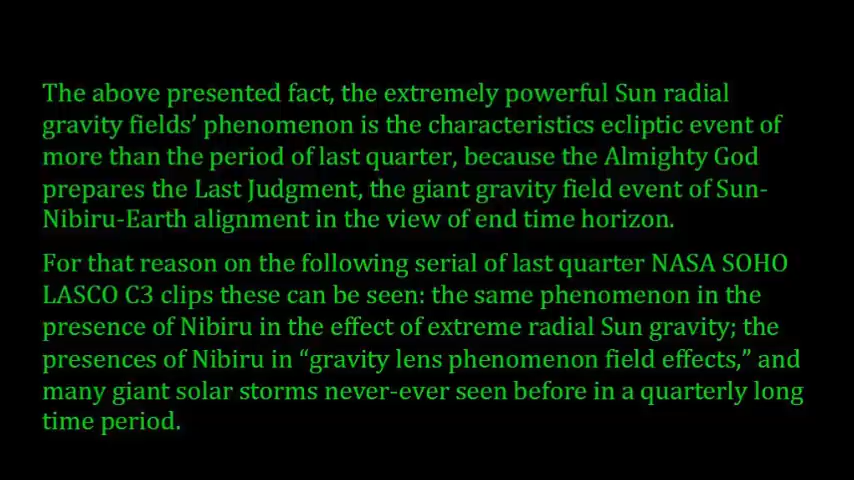 The above presented fact, the extremely powerful Sun radial
gravity fields’ phenomenon is the characteristics ecliptic event of
more than the period of last quarter, because the Almighty God
prepares the Last Judgment, the giant gravity field event of Sun-
Nibiru-Earth alignment in the view of end time horizon.
For that reason on the following serial of last quarter NASA SOHO
LASCO C3 clips these can be seen: the same phenomenon in the
presence of Nibiru in the effect of extreme radial Sun gravity; the
presences of Nibiru in “gravity lens phenomenon field effects,” and
many giant solar storms never-ever seen before in a quarterly long
time period.